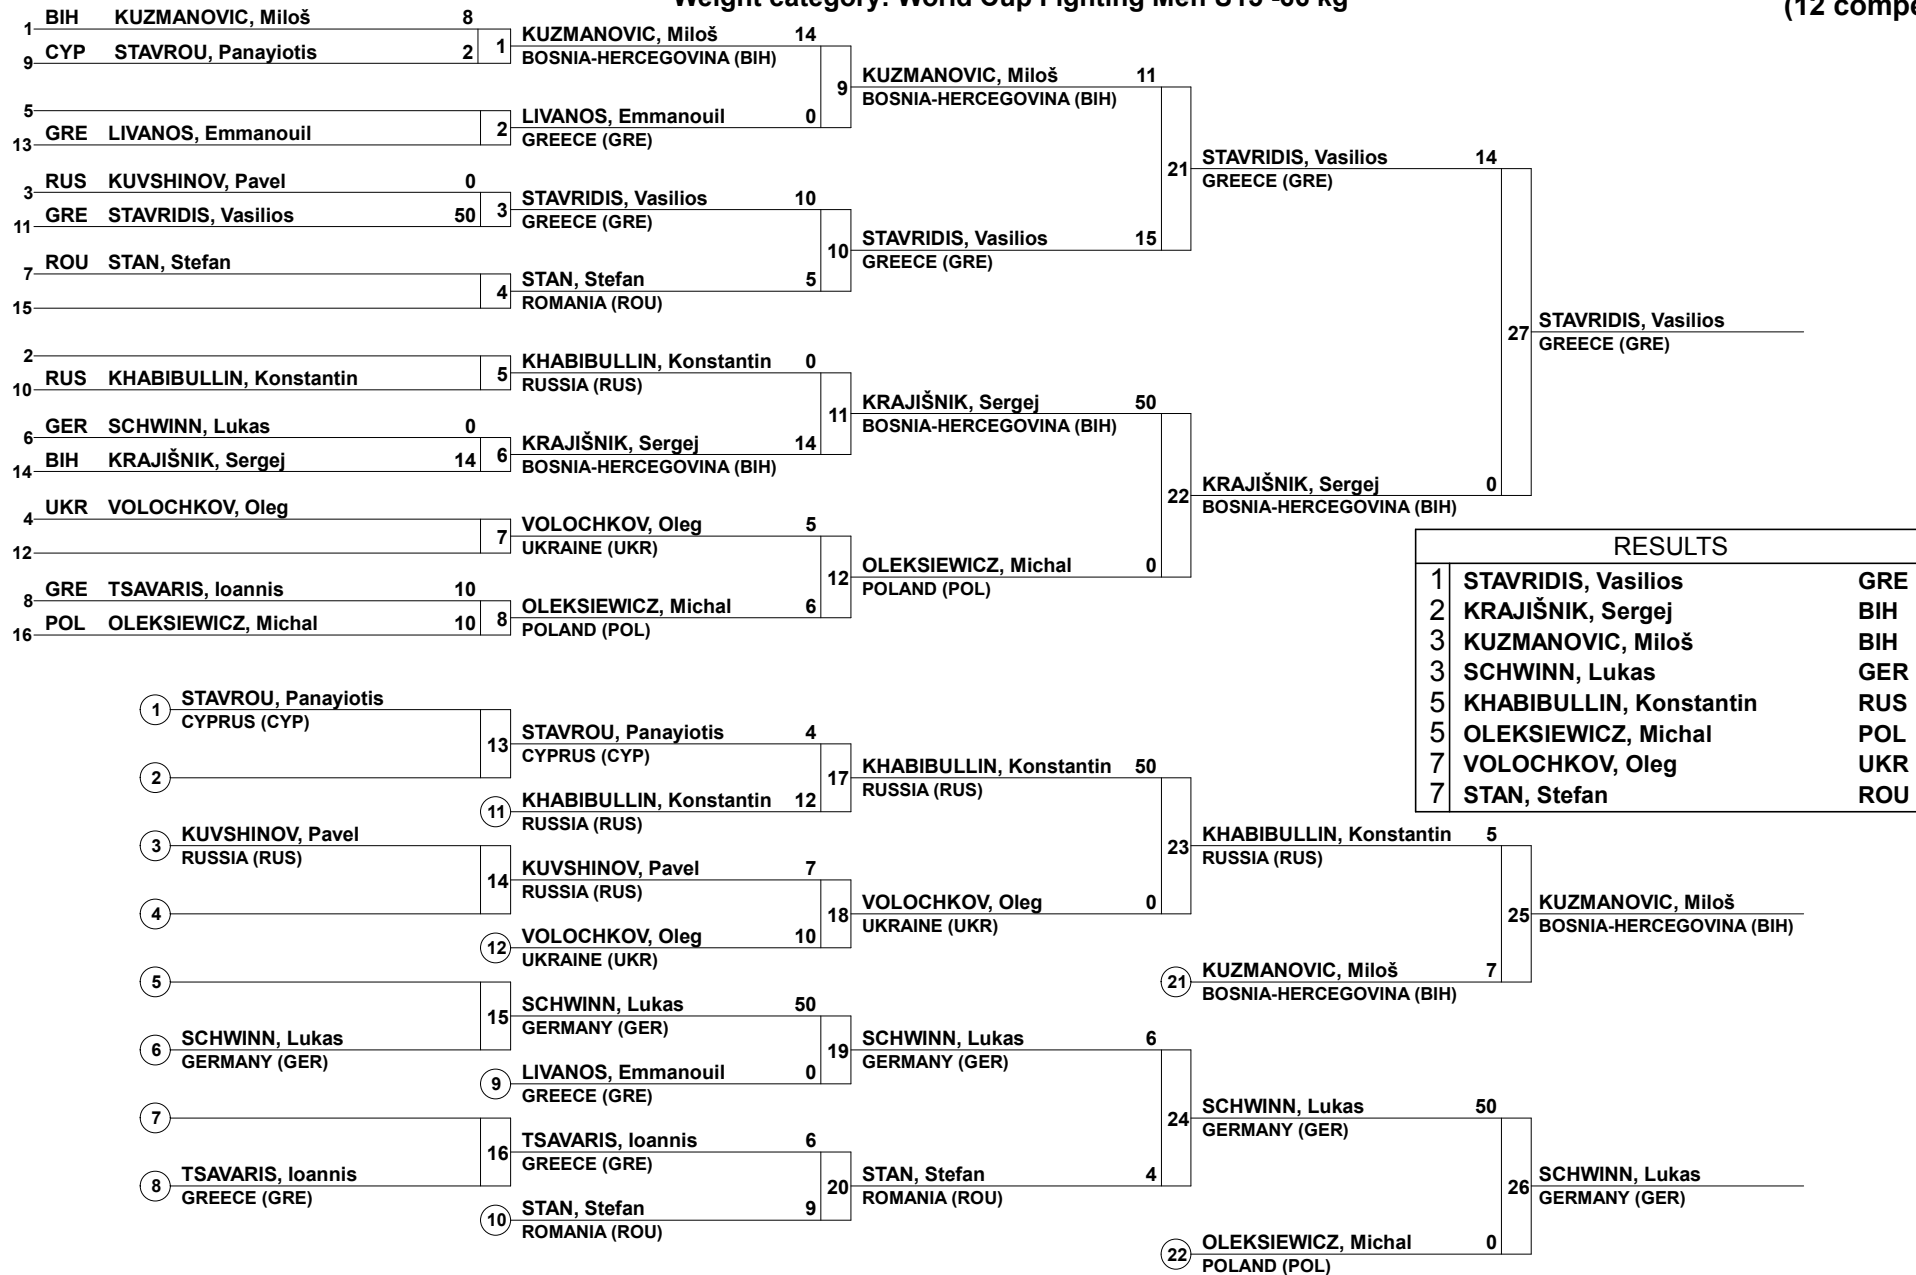 Weight category: World Cup Fighting Men U15 -66 kg
(12 compe
1 BIH KUZMANOVIC, Miloš 8
9 CYP STAVROU, Panayiotis 2
1
5
13 GRE LIVANOS, Emmanouil
2
3 RUS KUVSHINOV, Pavel 0
11 GRE STAVRIDIS, Vasilios 50
3
7 ROU STAN, Stefan
15
4
2
10 RUS KHABIBULLIN, Konstantin
5
6 GER SCHWINN, Lukas 0
14 BIH KRAJIŠNIK, Sergej 14
6
4 UKR VOLOCHKOV, Oleg
12
7
8 GRE TSAVARIS, Ioannis 10
16 POL OLEKSIEWICZ, Michal 10
8
KUZMANOVIC, Miloš 14
BOSNIA-HERCEGOVINA (BIH)
9
LIVANOS, Emmanouil 0
GREECE (GRE)
STAVRIDIS, Vasilios 10
GREECE (GRE)
10
STAN, Stefan 5
ROMANIA (ROU)
KHABIBULLIN, Konstantin 0
RUSSIA (RUS)
11
KRAJIŠNIK, Sergej 14
BOSNIA-HERCEGOVINA (BIH)
VOLOCHKOV, Oleg 5
UKRAINE (UKR)
12
OLEKSIEWICZ, Michal 6
POLAND (POL)
KUZMANOVIC, Miloš 11
BOSNIA-HERCEGOVINA (BIH)
21
STAVRIDIS, Vasilios 15
GREECE (GRE)
KRAJIŠNIK, Sergej 50
BOSNIA-HERCEGOVINA (BIH)
22
OLEKSIEWICZ, Michal 0
POLAND (POL)
STAVRIDIS, Vasilios 14
GREECE (GRE)
27
KRAJIŠNIK, Sergej 0
BOSNIA-HERCEGOVINA (BIH)
STAVRIDIS, Vasilios
GREECE (GRE)
RESULTS
1 STAVRIDIS, Vasilios GRE
2 KRAJIŠNIK, Sergej BIH
3 KUZMANOVIC, Miloš BIH
3 SCHWINN, Lukas GER
5 KHABIBULLIN, Konstantin RUS
5 OLEKSIEWICZ, Michal POL
7 VOLOCHKOV, Oleg UKR
7 STAN, Stefan ROU
1 STAVROU, Panayiotis
CYPRUS (CYP)
13
2
3 KUVSHINOV, Pavel
RUSSIA (RUS)
14
4
5
15
6 SCHWINN, Lukas
GERMANY (GER)
7
16
8 TSAVARIS, Ioannis
GREECE (GRE)
STAVROU, Panayiotis 4
CYPRUS (CYP)
17
11 KHABIBULLIN, Konstantin 12
RUSSIA (RUS)
KUVSHINOV, Pavel 7
RUSSIA (RUS)
18
12 VOLOCHKOV, Oleg 10
UKRAINE (UKR)
SCHWINN, Lukas 50
GERMANY (GER)
19
9 LIVANOS, Emmanouil 0
GREECE (GRE)
TSAVARIS, Ioannis 6
GREECE (GRE)
20
10 STAN, Stefan 9
ROMANIA (ROU)
KHABIBULLIN, Konstantin 50
RUSSIA (RUS)
23
VOLOCHKOV, Oleg 0
UKRAINE (UKR)
SCHWINN, Lukas 6
GERMANY (GER)
24
STAN, Stefan 4
ROMANIA (ROU)
KHABIBULLIN, Konstantin 5
RUSSIA (RUS)
25
21 KUZMANOVIC, Miloš 7
BOSNIA-HERCEGOVINA (BIH)
SCHWINN, Lukas 50
GERMANY (GER)
26
22 OLEKSIEWICZ, Michal 0
POLAND (POL)
KUZMANOVIC, Miloš
BOSNIA-HERCEGOVINA (BIH)
SCHWINN, Lukas
GERMANY (GER)